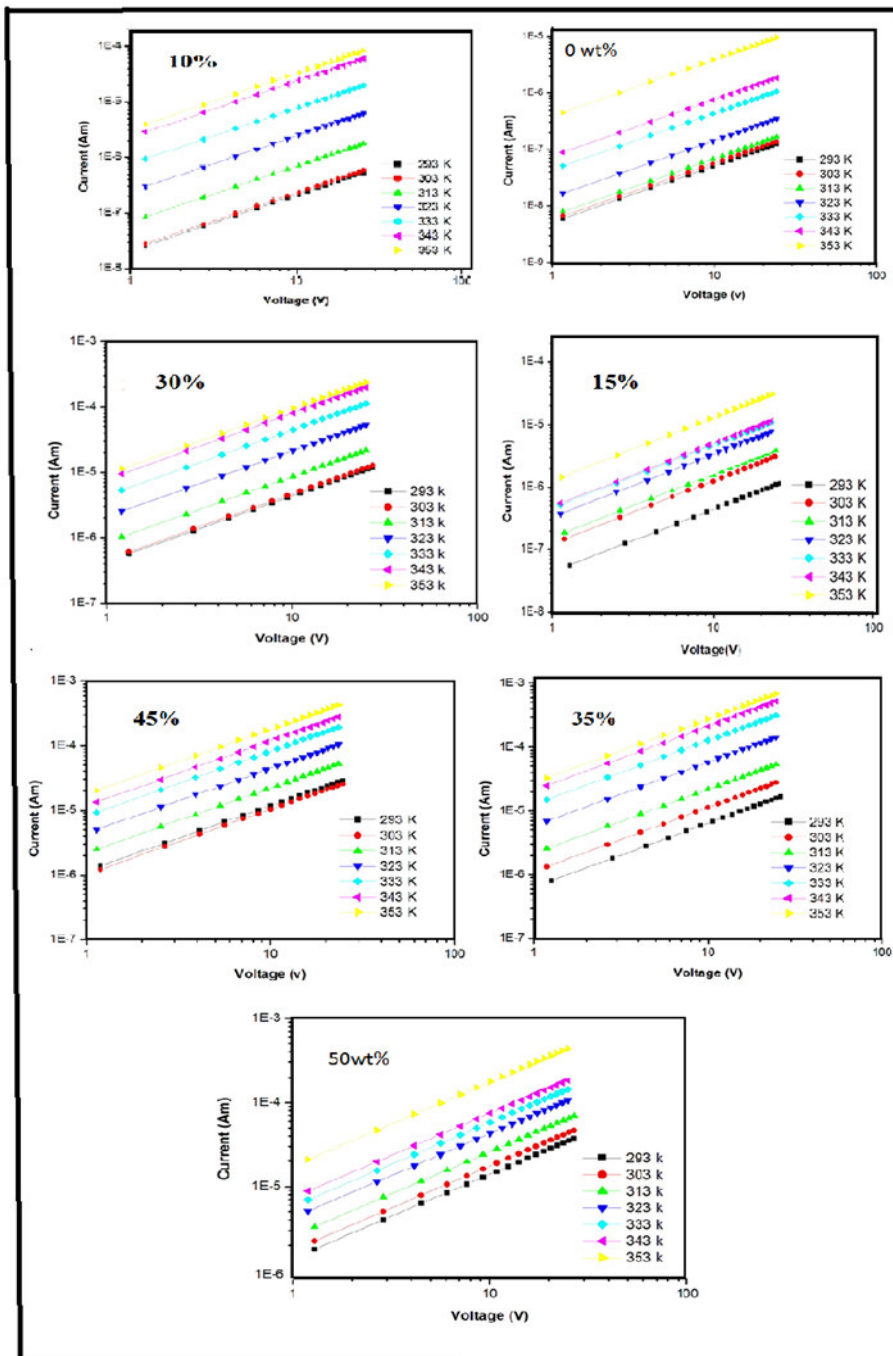 10%
Current (Am)
1E-4
1E-5
1E-6
1E-7
1E-8
293 K
303 K
313 K
323 K
333 K
343 K
353 K
1
10
100
Voltage (V)
0 wt%
Current (Am)
1E-5
1E-6
1E-7
1E-8
1E-9
293 K
303 K
313 K
323 K
333 K
343 K
353 K
1
10
100
Voltage (v)
30%
Current (Am)
1E-3
1E-4
1E-5
1E-6
1E-7
293 k
303 k
313 k
323 k
333 k
343 k
353 k
1
10
100
Voltage (V)
15%
Current (Am)
1E-4
1E-5
1E-6
1E-7
1E-8
293 K
303 K
313 K
323 K
333 K
343 K
353 K
1
10
100
Voltage(V)
45%
Current (Am)
1E-3
1E-4
1E-5
1E-6
1E-7
293 K
303 K
313 K
323 K
333 K
343 K
353 K
1
10
100
Voltage (v)
35%
Current (Am)
1E-3
1E-4
1E-5
1E-6
1E-7
293 K
303 K
313 K
323 K
333 K
343 K
353 K
1
10
100
Voltage (V)
50wt%
Current (Am)
1E-3
1E-4
1E-5
1E-6
293 k
303 k
313 k
323 k
333 k
343 k
353 k
1
10
100
Voltage (V)